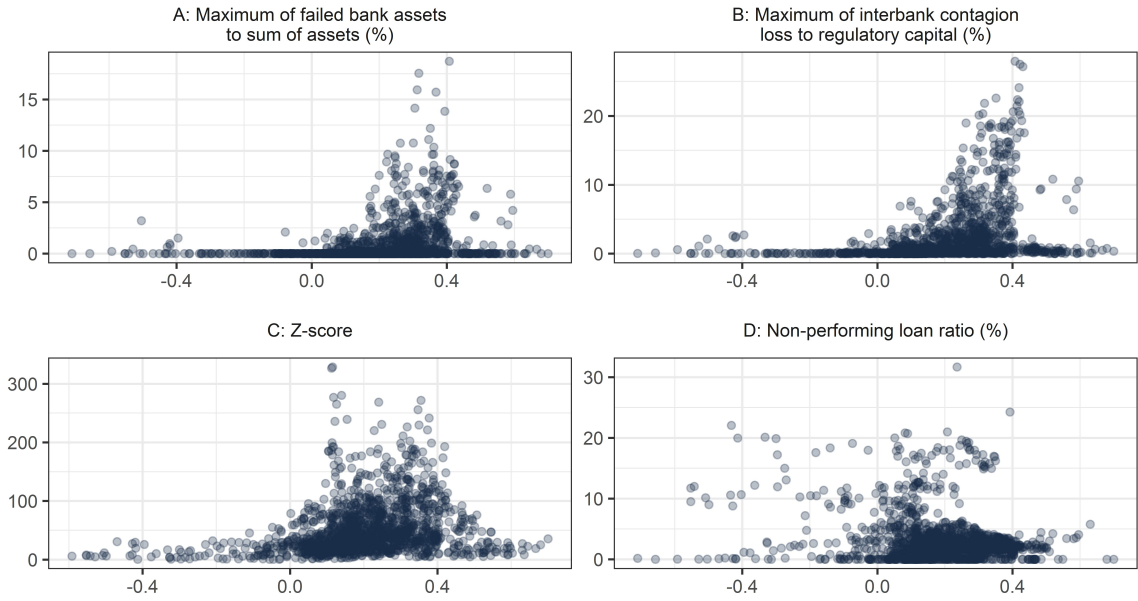 A: Maximum of failed bank assets
to sum of assets (%)
15
10
5
0
-0.4 0.0 0.4
B: Maximum of interbank contagion
loss to regulatory capital (%)
20
10
0
-0.4 0.0 0.4
C: Z-score
300
200
100
0
-0.4 0.0 0.4
D: Non-performing loan ratio (%)
30
20
10
0
-0.4 0.0 0.4